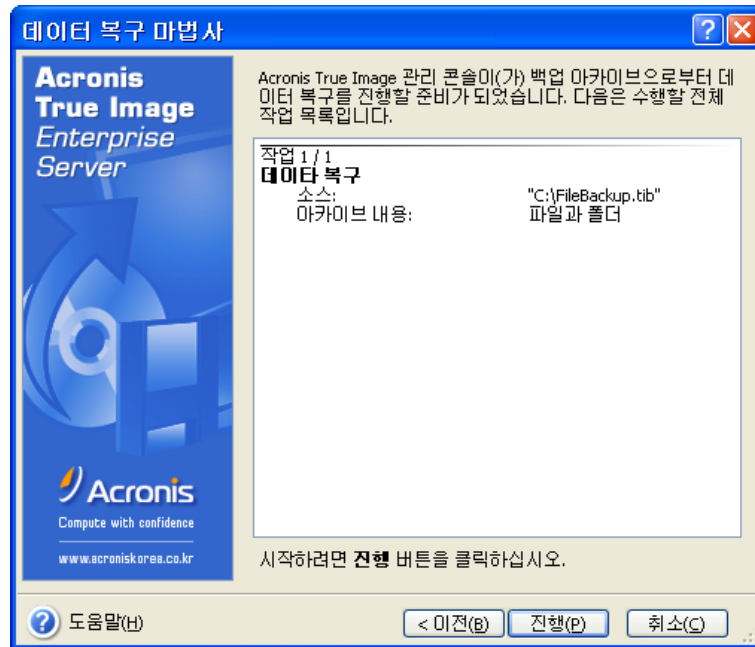 데이터 복구 마법사
Acronis
True Image
Enterprise
Server
Acronis True Image 관리 콘솔이(가) 백업 아카이브으로부터 데
이터 복구를 진행할 준비가 되었습니다. 다음은 수행할 전체
작업 목록입니다.
작업 1 / 1
데이타 복구
소스: "C:\FileBackup.tib"
아카이브 내용: 파일과 폴더
Acronis
Compute with confidence
www.acroniskorea.co.kr
시작하려면 진행 버튼을 클릭하십시오.
도움말(H)
< 이전(B)
진행(P)
취소(C)